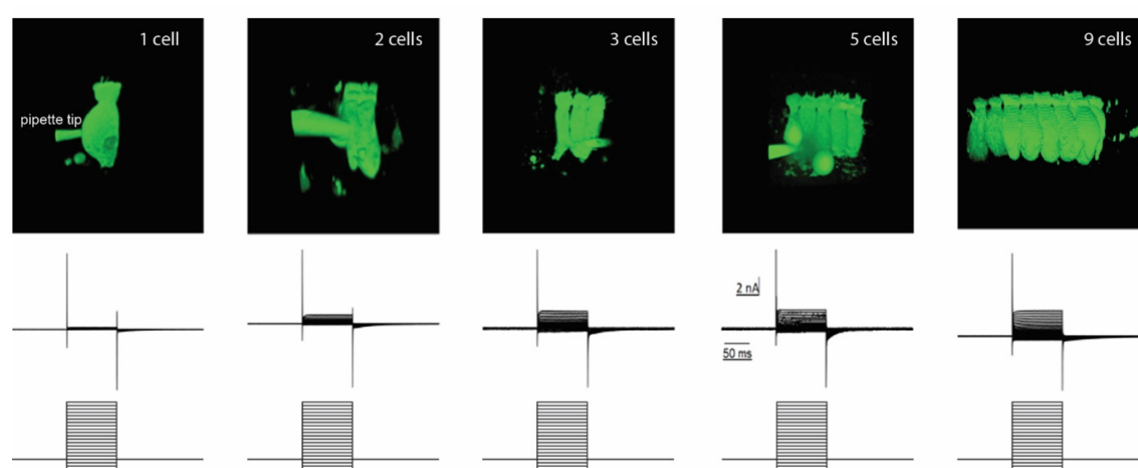 1 cell
2 cells
3 cells
5 cells
9 cells
pipette tip
2 nA
50 ms